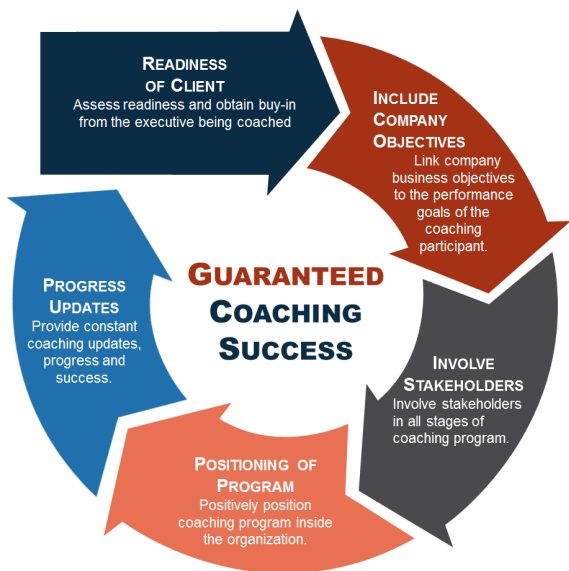 READINESS
OF CLIENT
Assess readiness and obtain buy-in
from the executive being coached
INCLUDE
COMPANY
OBJECTIVES
Link company
business objectives
to the performance
goals of the
coaching
participant.
INVOLVE
STAKEHOLDERS
Involve stakeholders
in all stages of
coaching program.
POSITIONING OF
PROGRAM
Positively position
coaching program inside
the organization.
PROGRESS
UPDATES
Provide constant
coaching updates,
progress and
success.
GUARANTEED
COACHING
SUCCESS